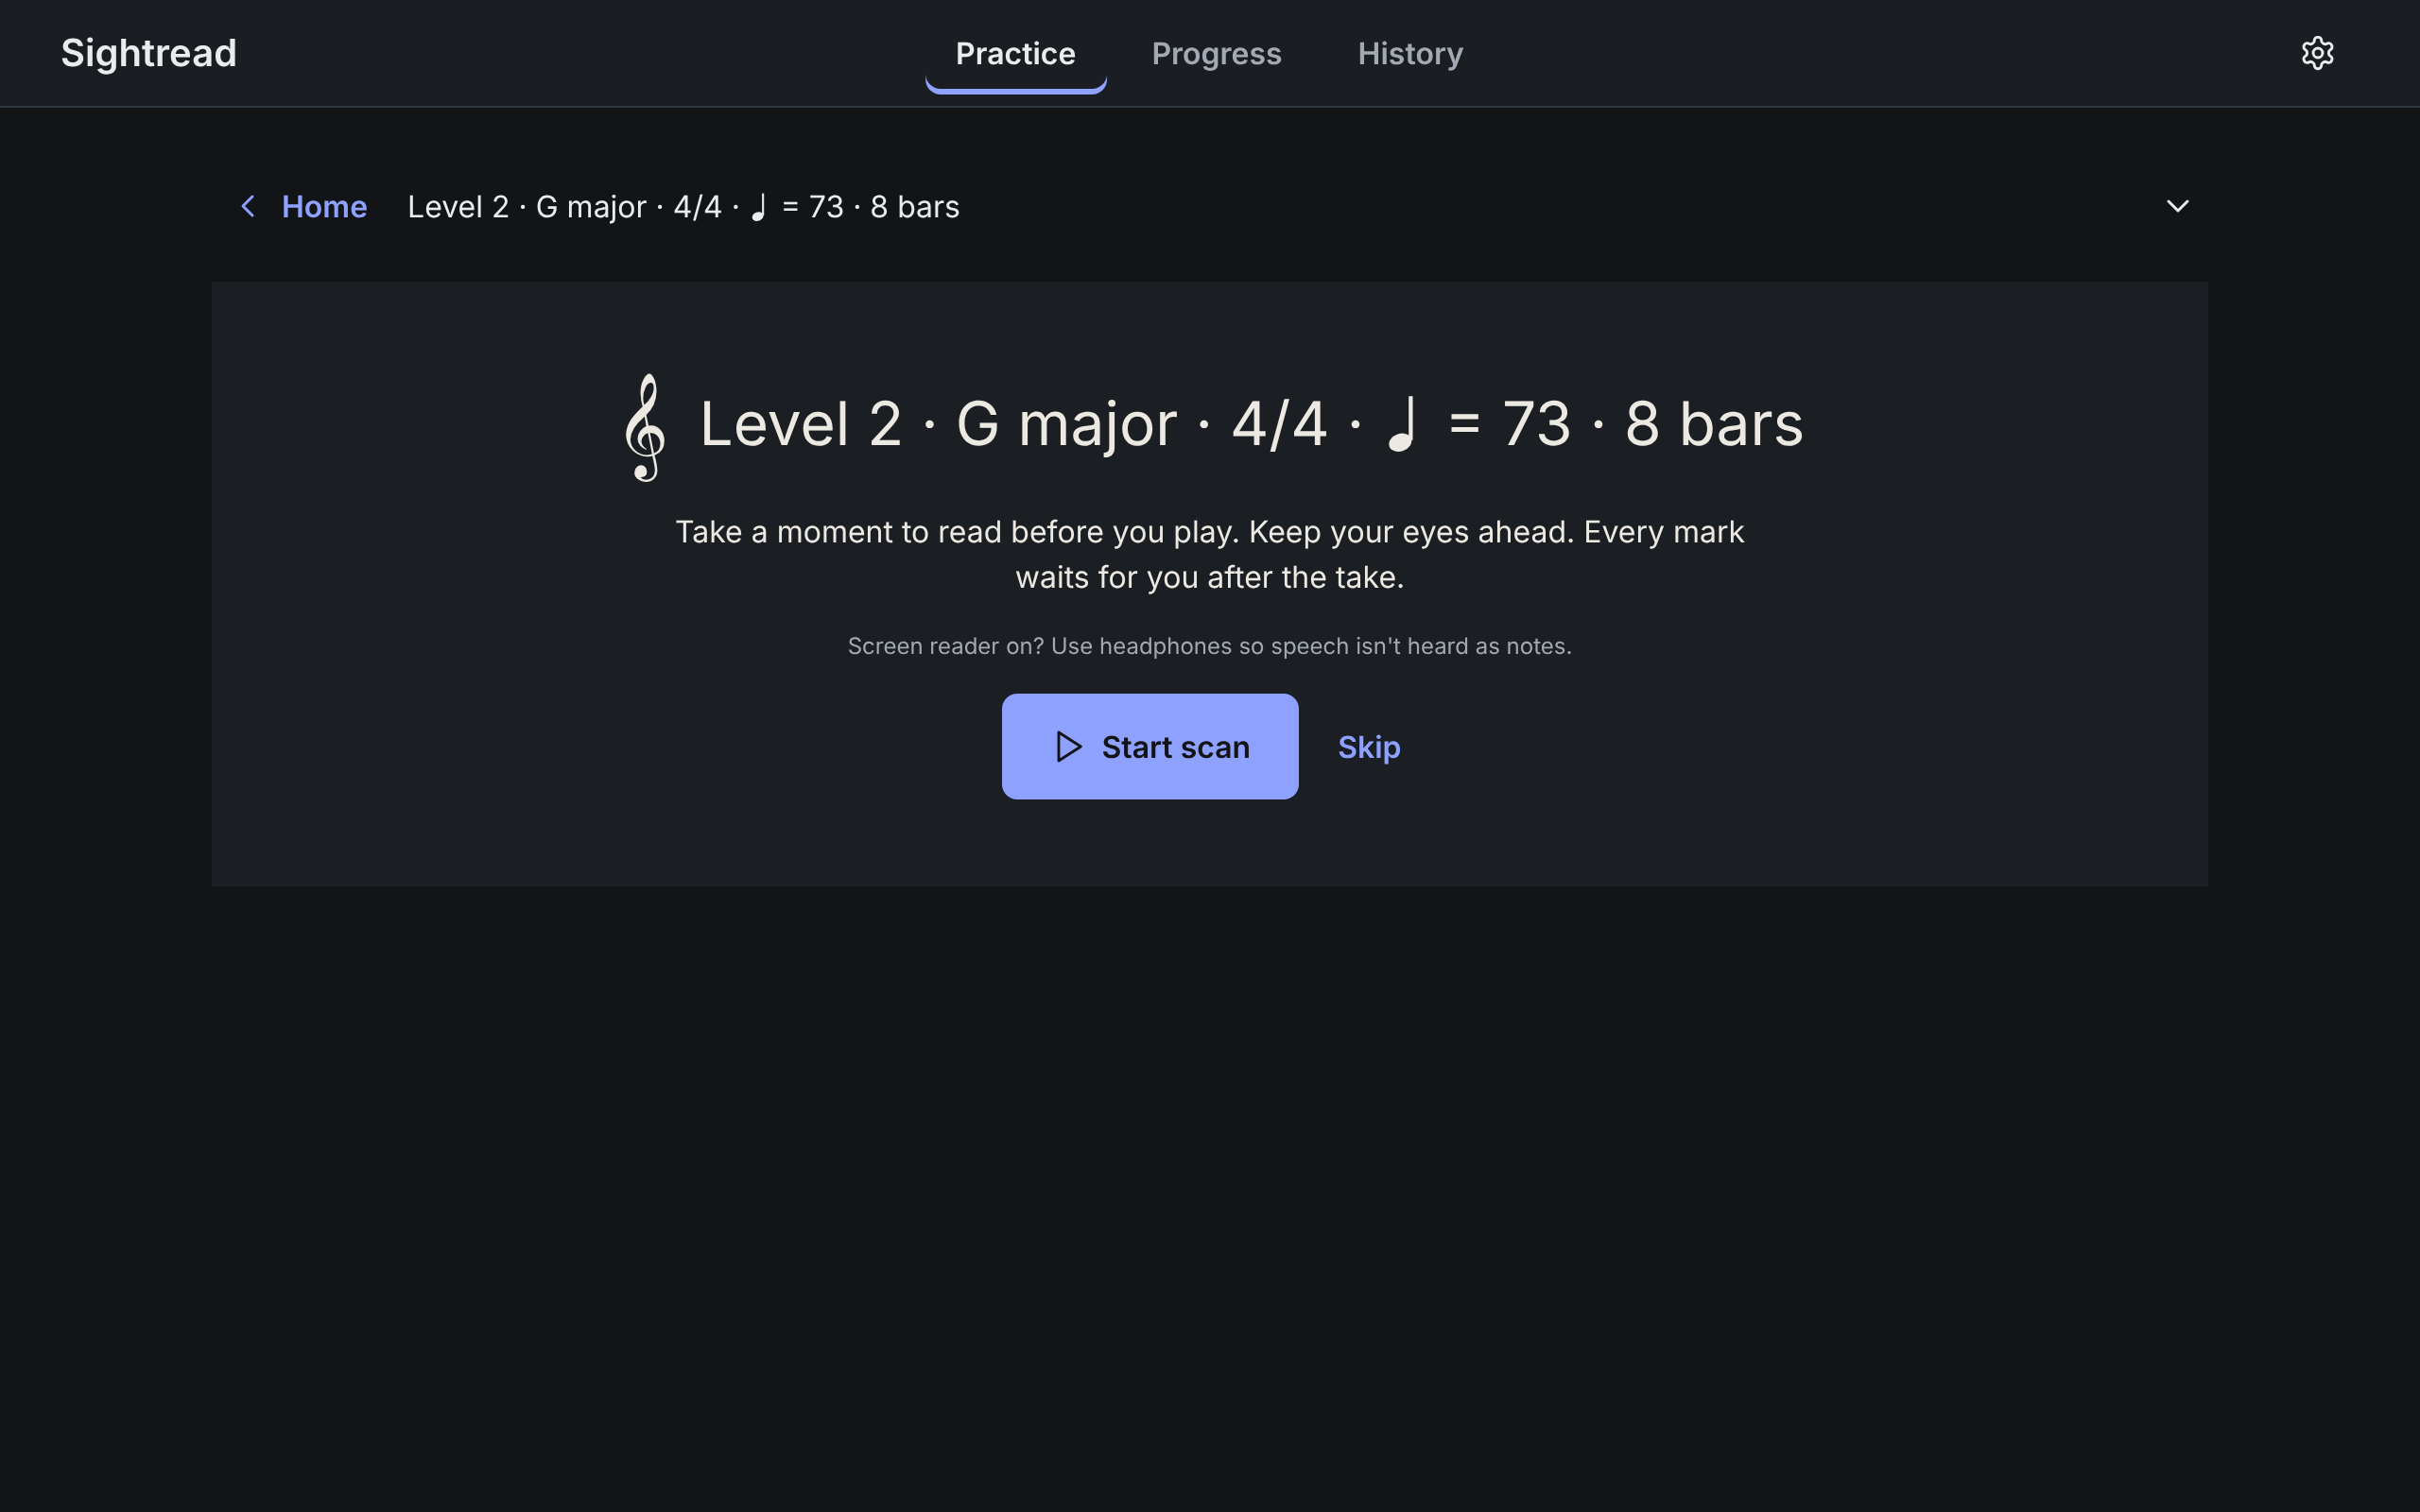 Sightread
Practice
Progress
History
Home
Level 2 · G major · 4/4 · ♩ = 73 · 8 bars
Level 2 · G major · 4/4 · ♩ = 73 · 8 bars
Take a moment to read before you play. Keep your eyes ahead. Every mark
waits for you after the take.
Screen reader on? Use headphones so speech isn't heard as notes.
Start scan
Skip